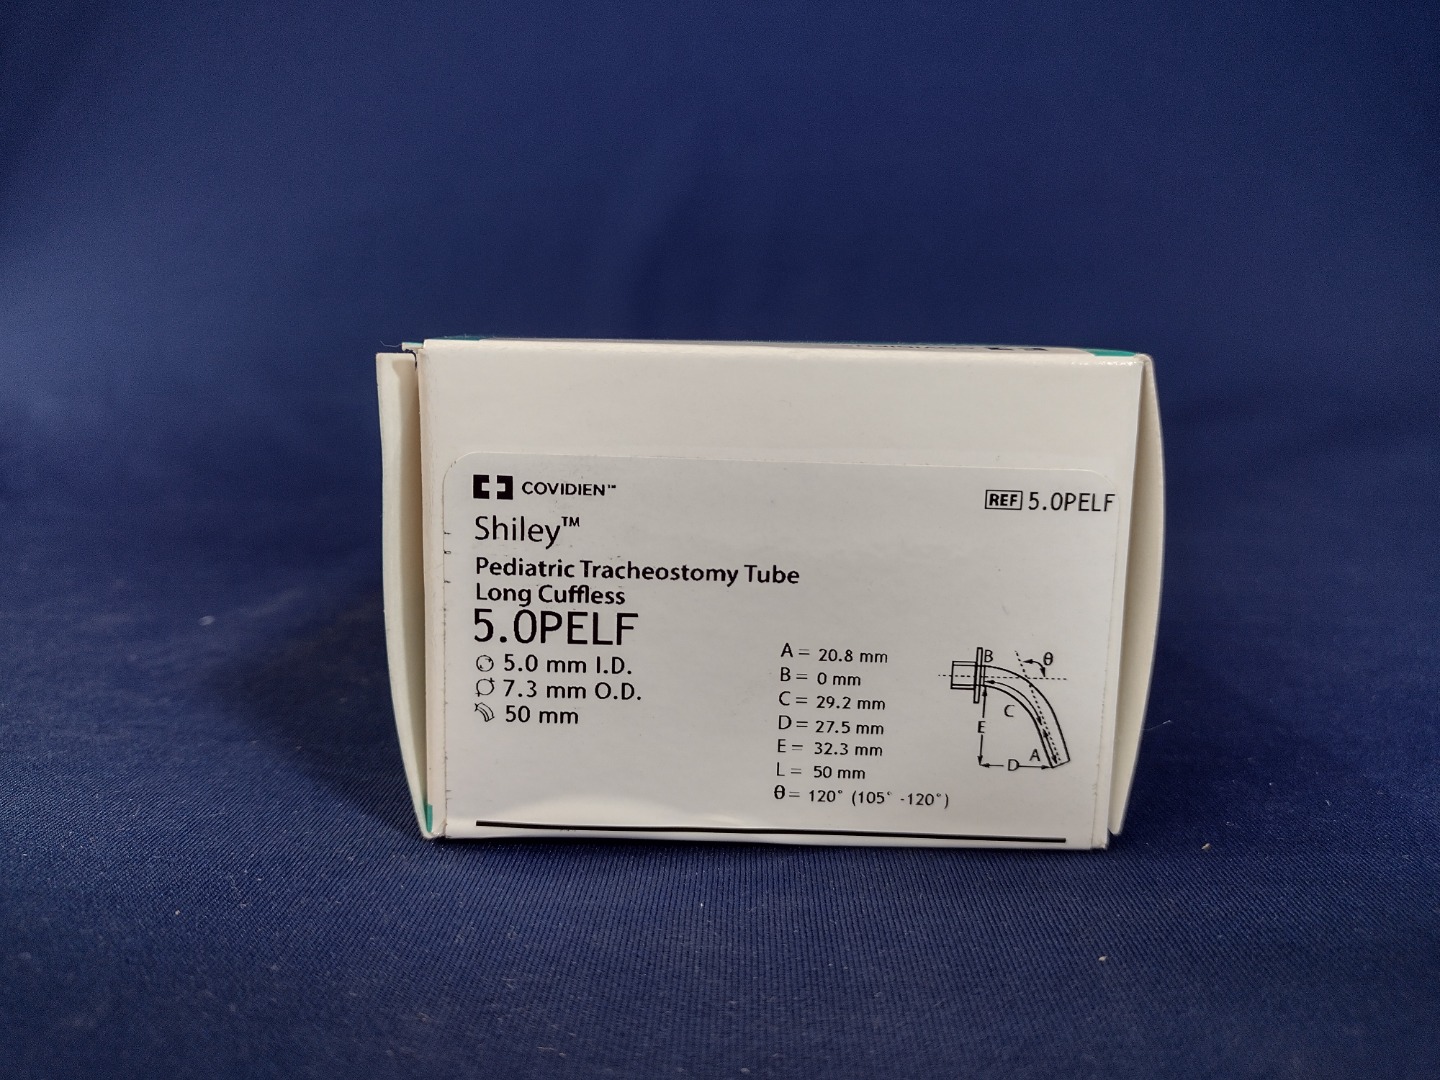 COVIDIEN™
REF 5.0PELF
Shiley™
Pediatric Tracheostomy Tube
Long Cuffless
5.0PELF
5.0 mm I.D.
7.3 mm O.D.
50 mm
A = 20.8 mm
B = 0 mm
C = 29.2 mm
D = 27.5 mm
E = 32.3 mm
L = 50 mm
θ = 120° (105° -120°)
B
θ
C
E
A
D